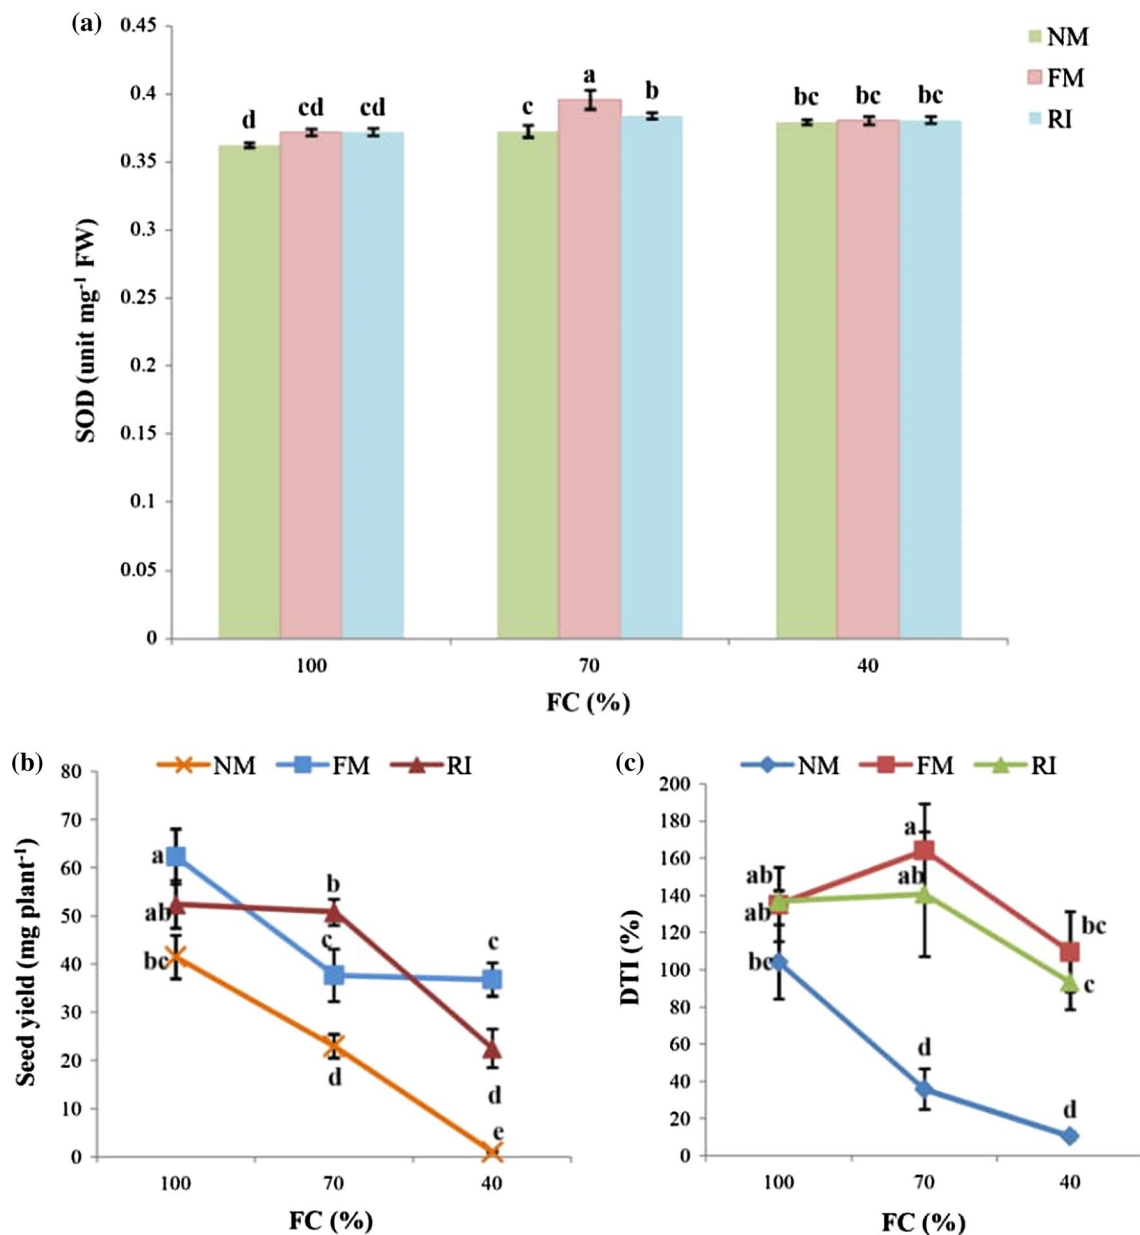 (a)
0.45
0.4
0.35
0.3
0.25
0.2
0.15
0.1
0.05
0
SOD (unit mg⁻¹ FW)
d cd cd
c a b
bc bc bc
NM
FM
RI
100 70 40
FC (%)
(b)
NM FM RI
80
70
60
50
40
30
20
10
0
Seed yield (mg plant⁻¹)
a
ab
bc
b
c
d
c
d
e
100 70 40
FC (%)
(c)
NM FM RI
200
180
160
140
120
100
80
60
40
20
0
DTI (%)
ab
ab
bc
a
ab
d
bc
c
d
100 70 40
FC (%)